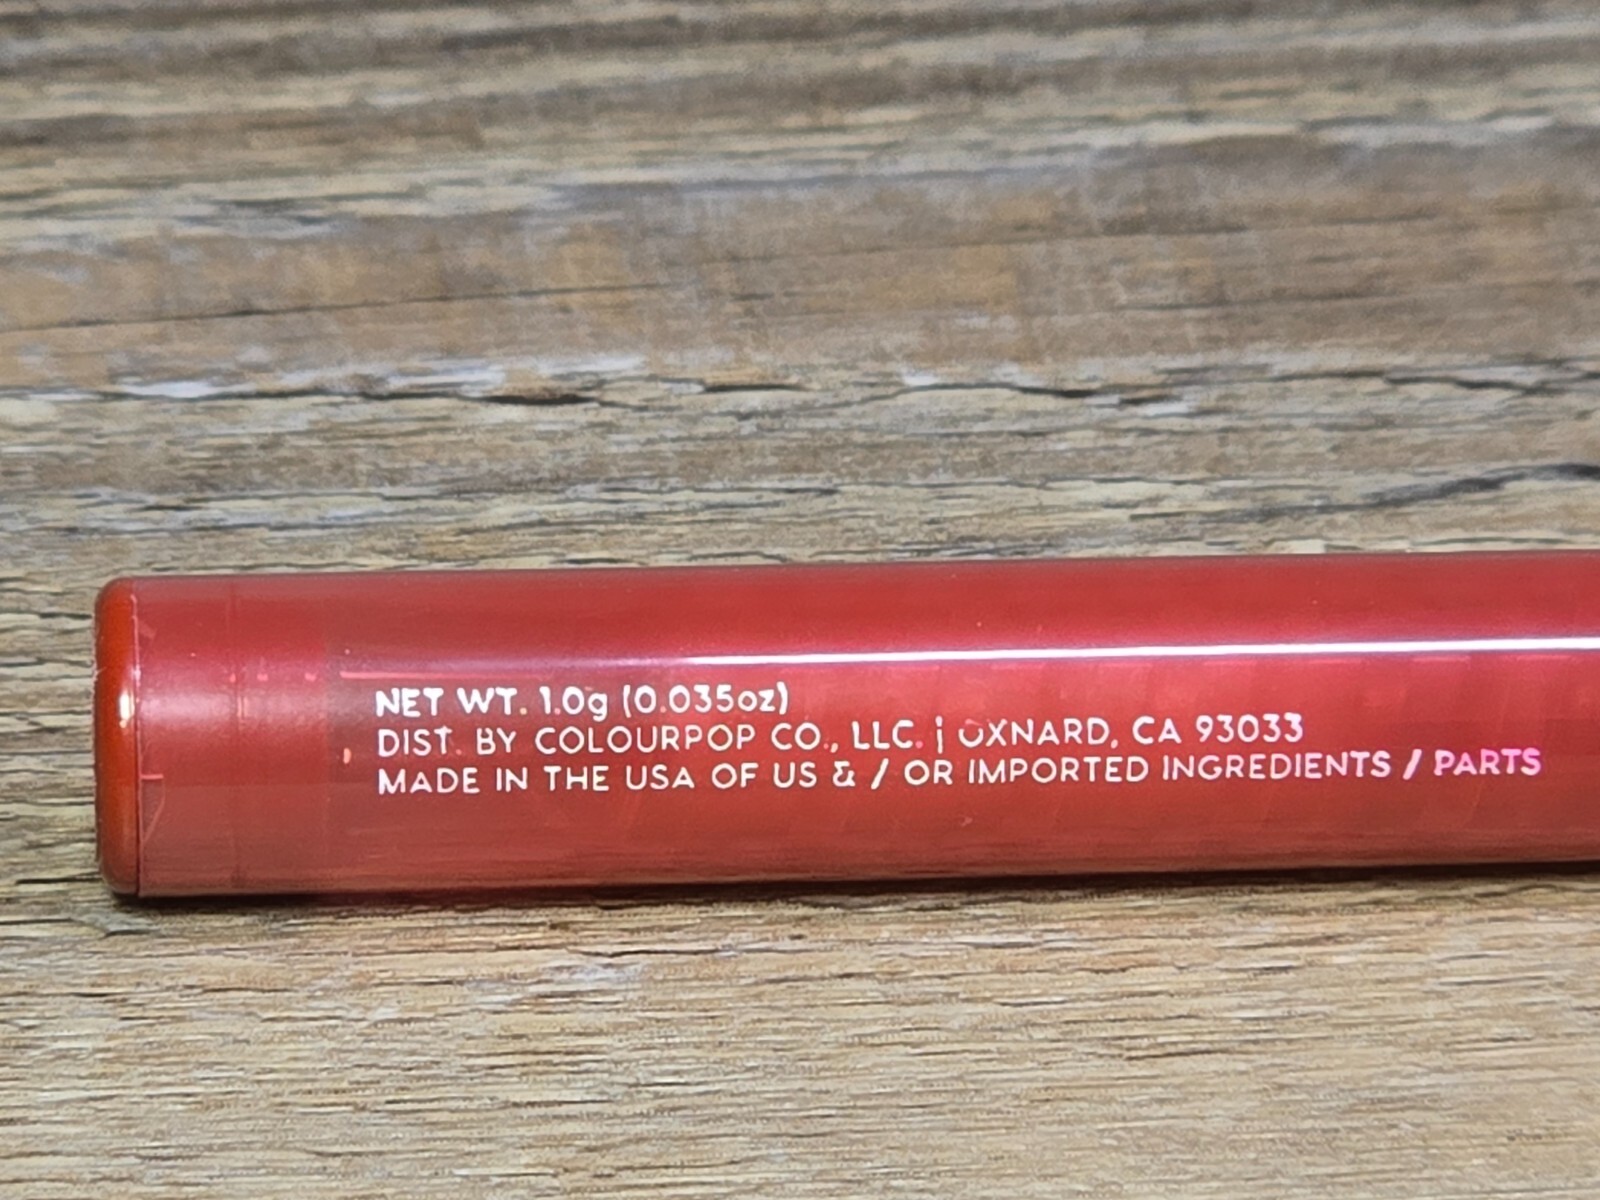 NET WT. 1.0g (0.035oz)
DIST. BY COLOURPOP CO., LLC. | OXNARD, CA 93033
MADE IN THE USA OF US & / OR IMPORTED INGREDIENTS / PARTS